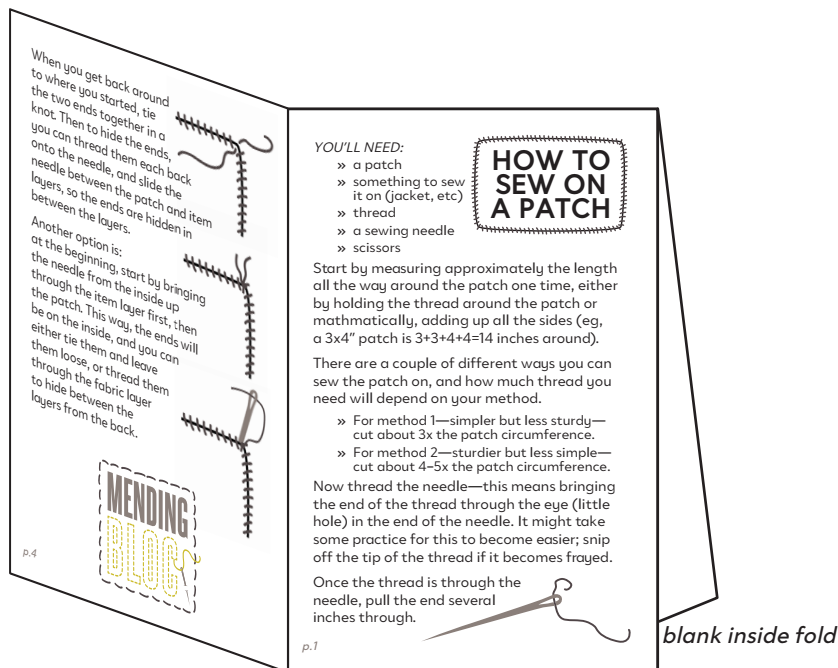 When you get back around
to where you started, tie
the two ends together in a
knot. Then to hide the ends,
you can thread them each back
onto the needle, and slide the
needle between the patch and item
layers, so the ends are hidden in
between the layers.
Another option is:
at the beginning, start by bringing
the needle from the inside up
through the item layer first, then
the patch. This way, the ends will
be on the inside, and you can
either tie them and leave
them loose, or thread them
through the fabric layer
to hide between the
layers from the back.
MENDING
BLOC
p.4
YOU'LL NEED:
» a patch
» something to sew
it on (jacket, etc)
» thread
» a sewing needle
» scissors
HOW TO
SEW ON
A PATCH
Start by measuring approximately the length
all the way around the patch one time, either
by holding the thread around the patch or
mathmatically, adding up all the sides (eg,
a 3x4" patch is 3+3+4+4=14 inches around).
There are a couple of different ways you can
sew the patch on, and how much thread you
need will depend on your method.
» For method 1—simpler but less sturdy—
cut about 3x the patch circumference.
» For method 2—sturdier but less simple—
cut about 4–5x the patch circumference.
Now thread the needle—this means bringing
the end of the thread through the eye (little
hole) in the end of the needle. It might take
some practice for this to become easier; snip
off the tip of the thread if it becomes frayed.
Once the thread is through the
needle, pull the end several
inches through.
p.1
blank inside fold